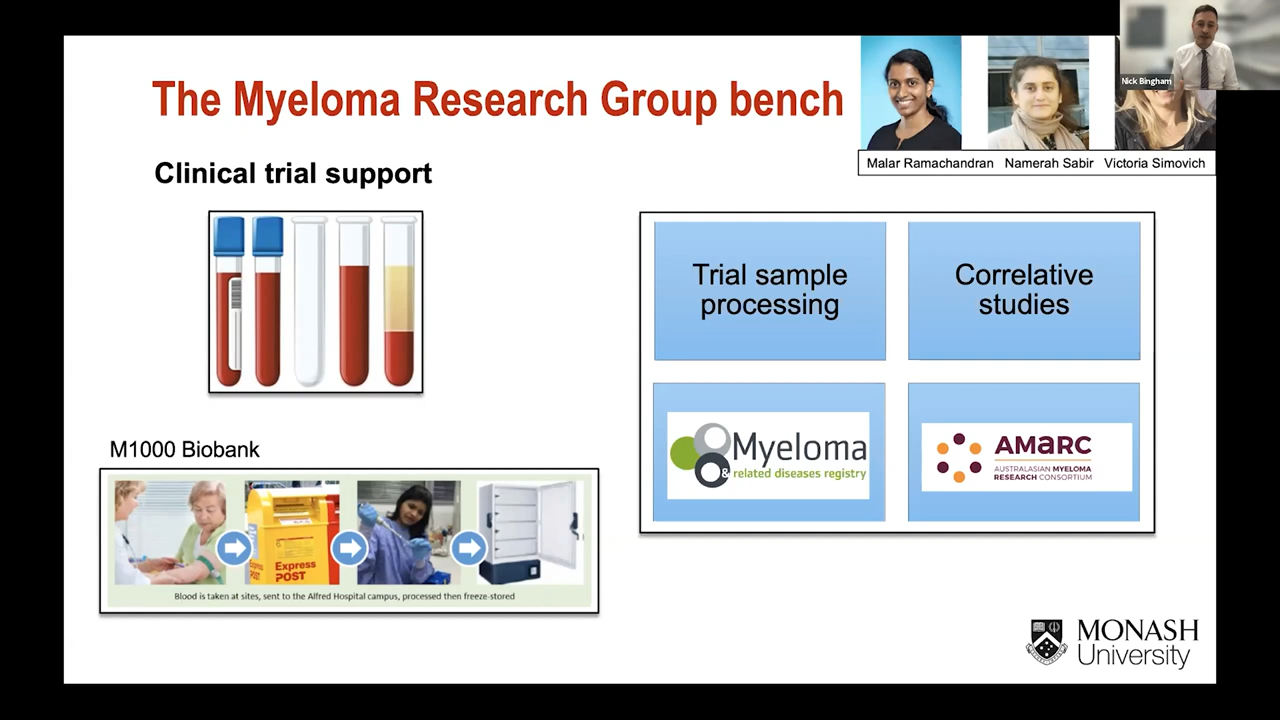 Nick Bingham
The Myeloma Research Group bench
Malar Ramachandran Namerah Sabir Victoria Simovich
Clinical trial support
Trial sample
processing
Correlative
studies
Myeloma
& related diseases registry
AMaRC
AUSTRALASIAN MYELOMA
RESEARCH CONSORTIUM
M1000 Biobank
Express
POST
Express
POST
Blood is taken at sites, sent to the Alfred Hospital campus, processed then freeze-stored
MONASH
University